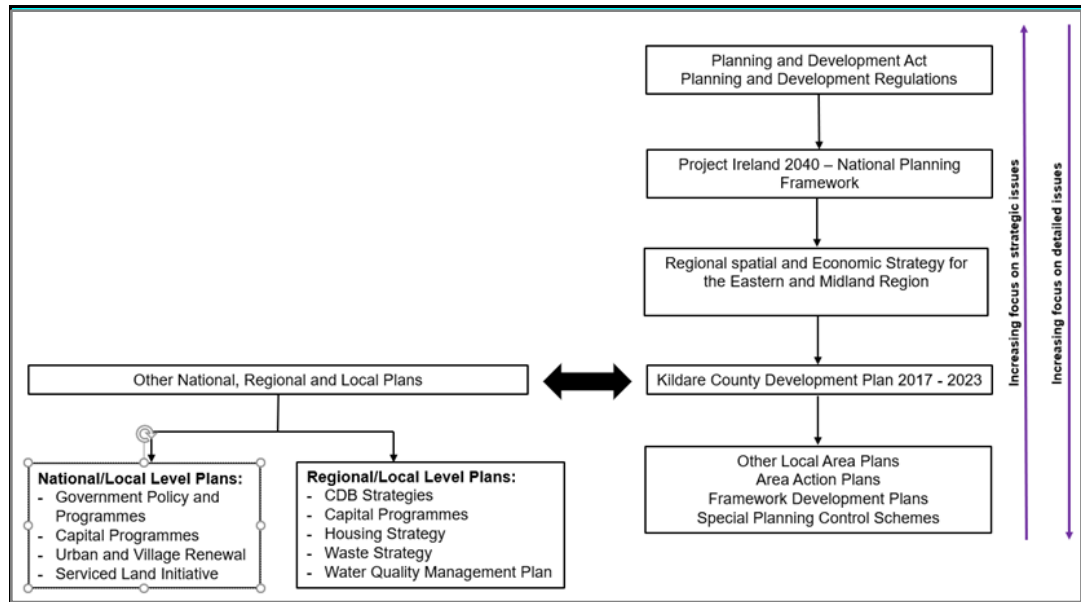 Planning and Development Act
Planning and Development Regulations
Project Ireland 2040 – National Planning
Framework
Regional spatial and Economic Strategy for
the Eastern and Midland Region
Other National, Regional and Local Plans
Kildare County Development Plan 2017 - 2023
National/Local Level Plans:
- Government Policy and
Programmes
- Capital Programmes
- Urban and Village Renewal
- Serviced Land Initiative
Regional/Local Level Plans:
- CDB Strategies
- Capital Programmes
- Housing Strategy
- Waste Strategy
- Water Quality Management Plan
Other Local Area Plans
Area Action Plans
Framework Development Plans
Special Planning Control Schemes
Increasing focus on strategic issues
Increasing focus on detailed issues